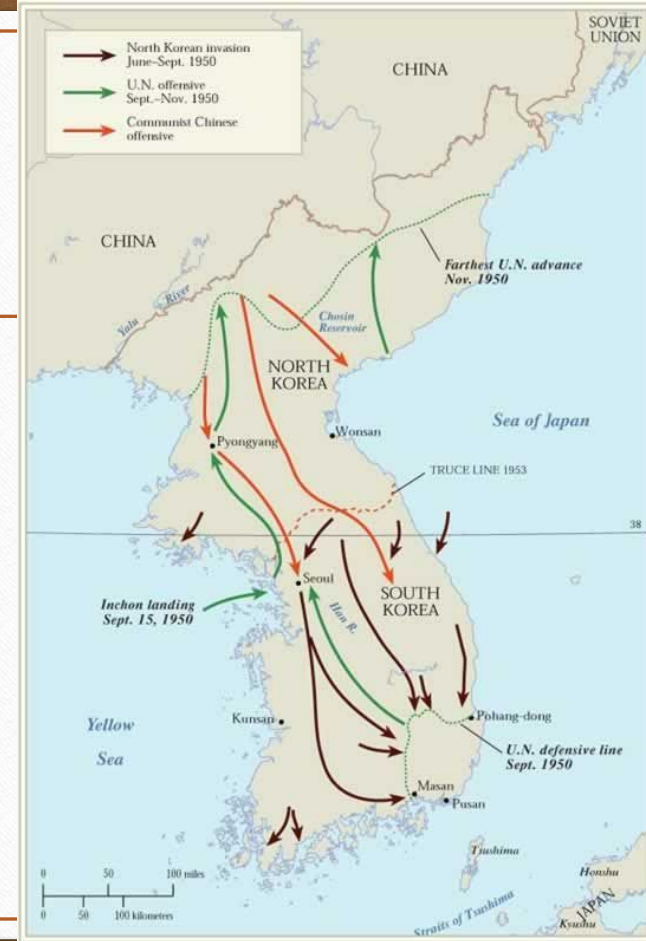 North Korean invasion
June–Sept. 1950
U.N. offensive
Sept.–Nov. 1950
Communist Chinese
offensive
SOVIET
UNION
CHINA
CHINA
Farthest U.N. advance
Nov. 1950
Yalu River
Chosin
Reservoir
NORTH
KOREA
Sea of Japan
Wonsan
Pyongyang
TRUCE LINE 1953
38
Seoul
SOUTH
KOREA
Inchon landing
Sept. 15, 1950
Han R.
Kunsan
Pohang-dong
Yellow
Sea
U.N. defensive line
Sept. 1950
Masan
Pusan
Tsushima
Honshu
0 50 100 miles
0 50 100 kilometers
JAPAN
Kyushu
Straits of Tsushima